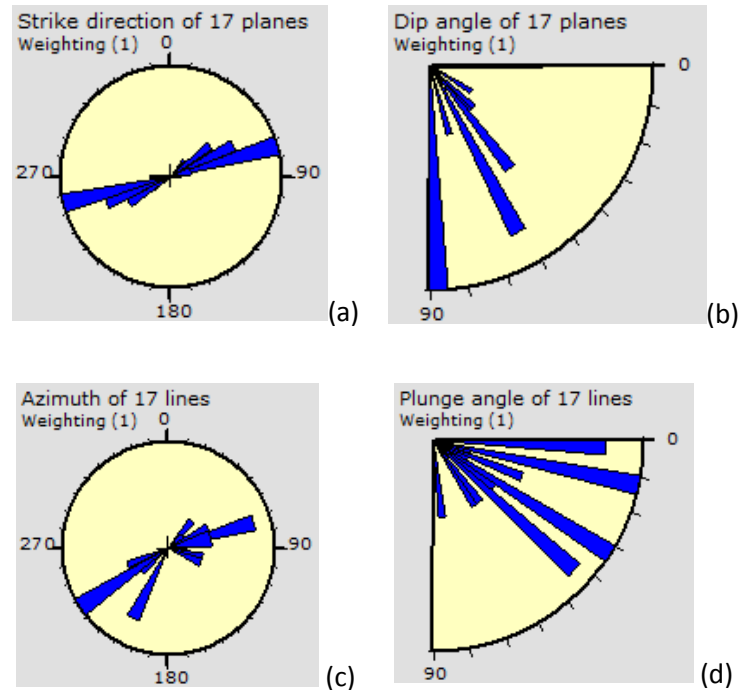 Strike direction of 17 planes
Weighting (1)
0
270
90
180
(a)
Dip angle of 17 planes
Weighting (1)
0
90
(b)
Azimuth of 17 lines
Weighting (1)
0
270
90
180
(c)
Plunge angle of 17 lines
Weighting (1)
0
90
(d)